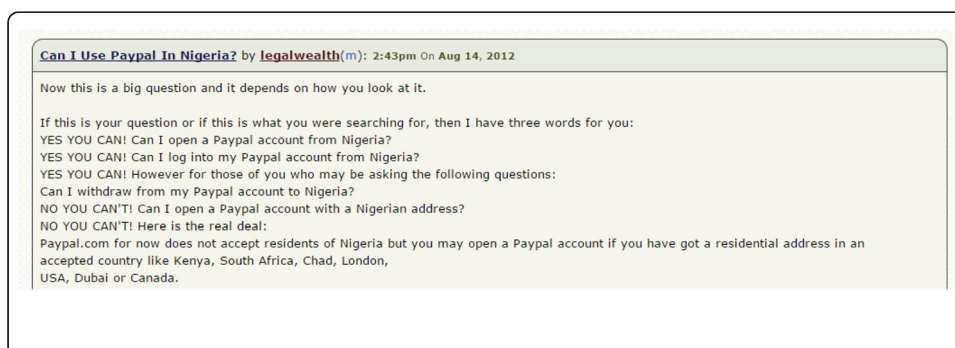 Can I Use Paypal In Nigeria? by legalwealth(m): 2:43pm On Aug 14, 2012
Now this is a big question and it depends on how you look at it.
If this is your question or if this is what you were searching for, then I have three words for you:
YES YOU CAN! Can I open a Paypal account from Nigeria?
YES YOU CAN! Can I log into my Paypal account from Nigeria?
YES YOU CAN! However for those of you who may be asking the following questions:
Can I withdraw from my Paypal account to Nigeria?
NO YOU CAN'T! Can I open a Paypal account with a Nigerian address?
NO YOU CAN'T! Here is the real deal:
Paypal.com for now does not accept residents of Nigeria but you may open a Paypal account if you have got a residential address in an
accepted country like Kenya, South Africa, Chad, London,
USA, Dubai or Canada.